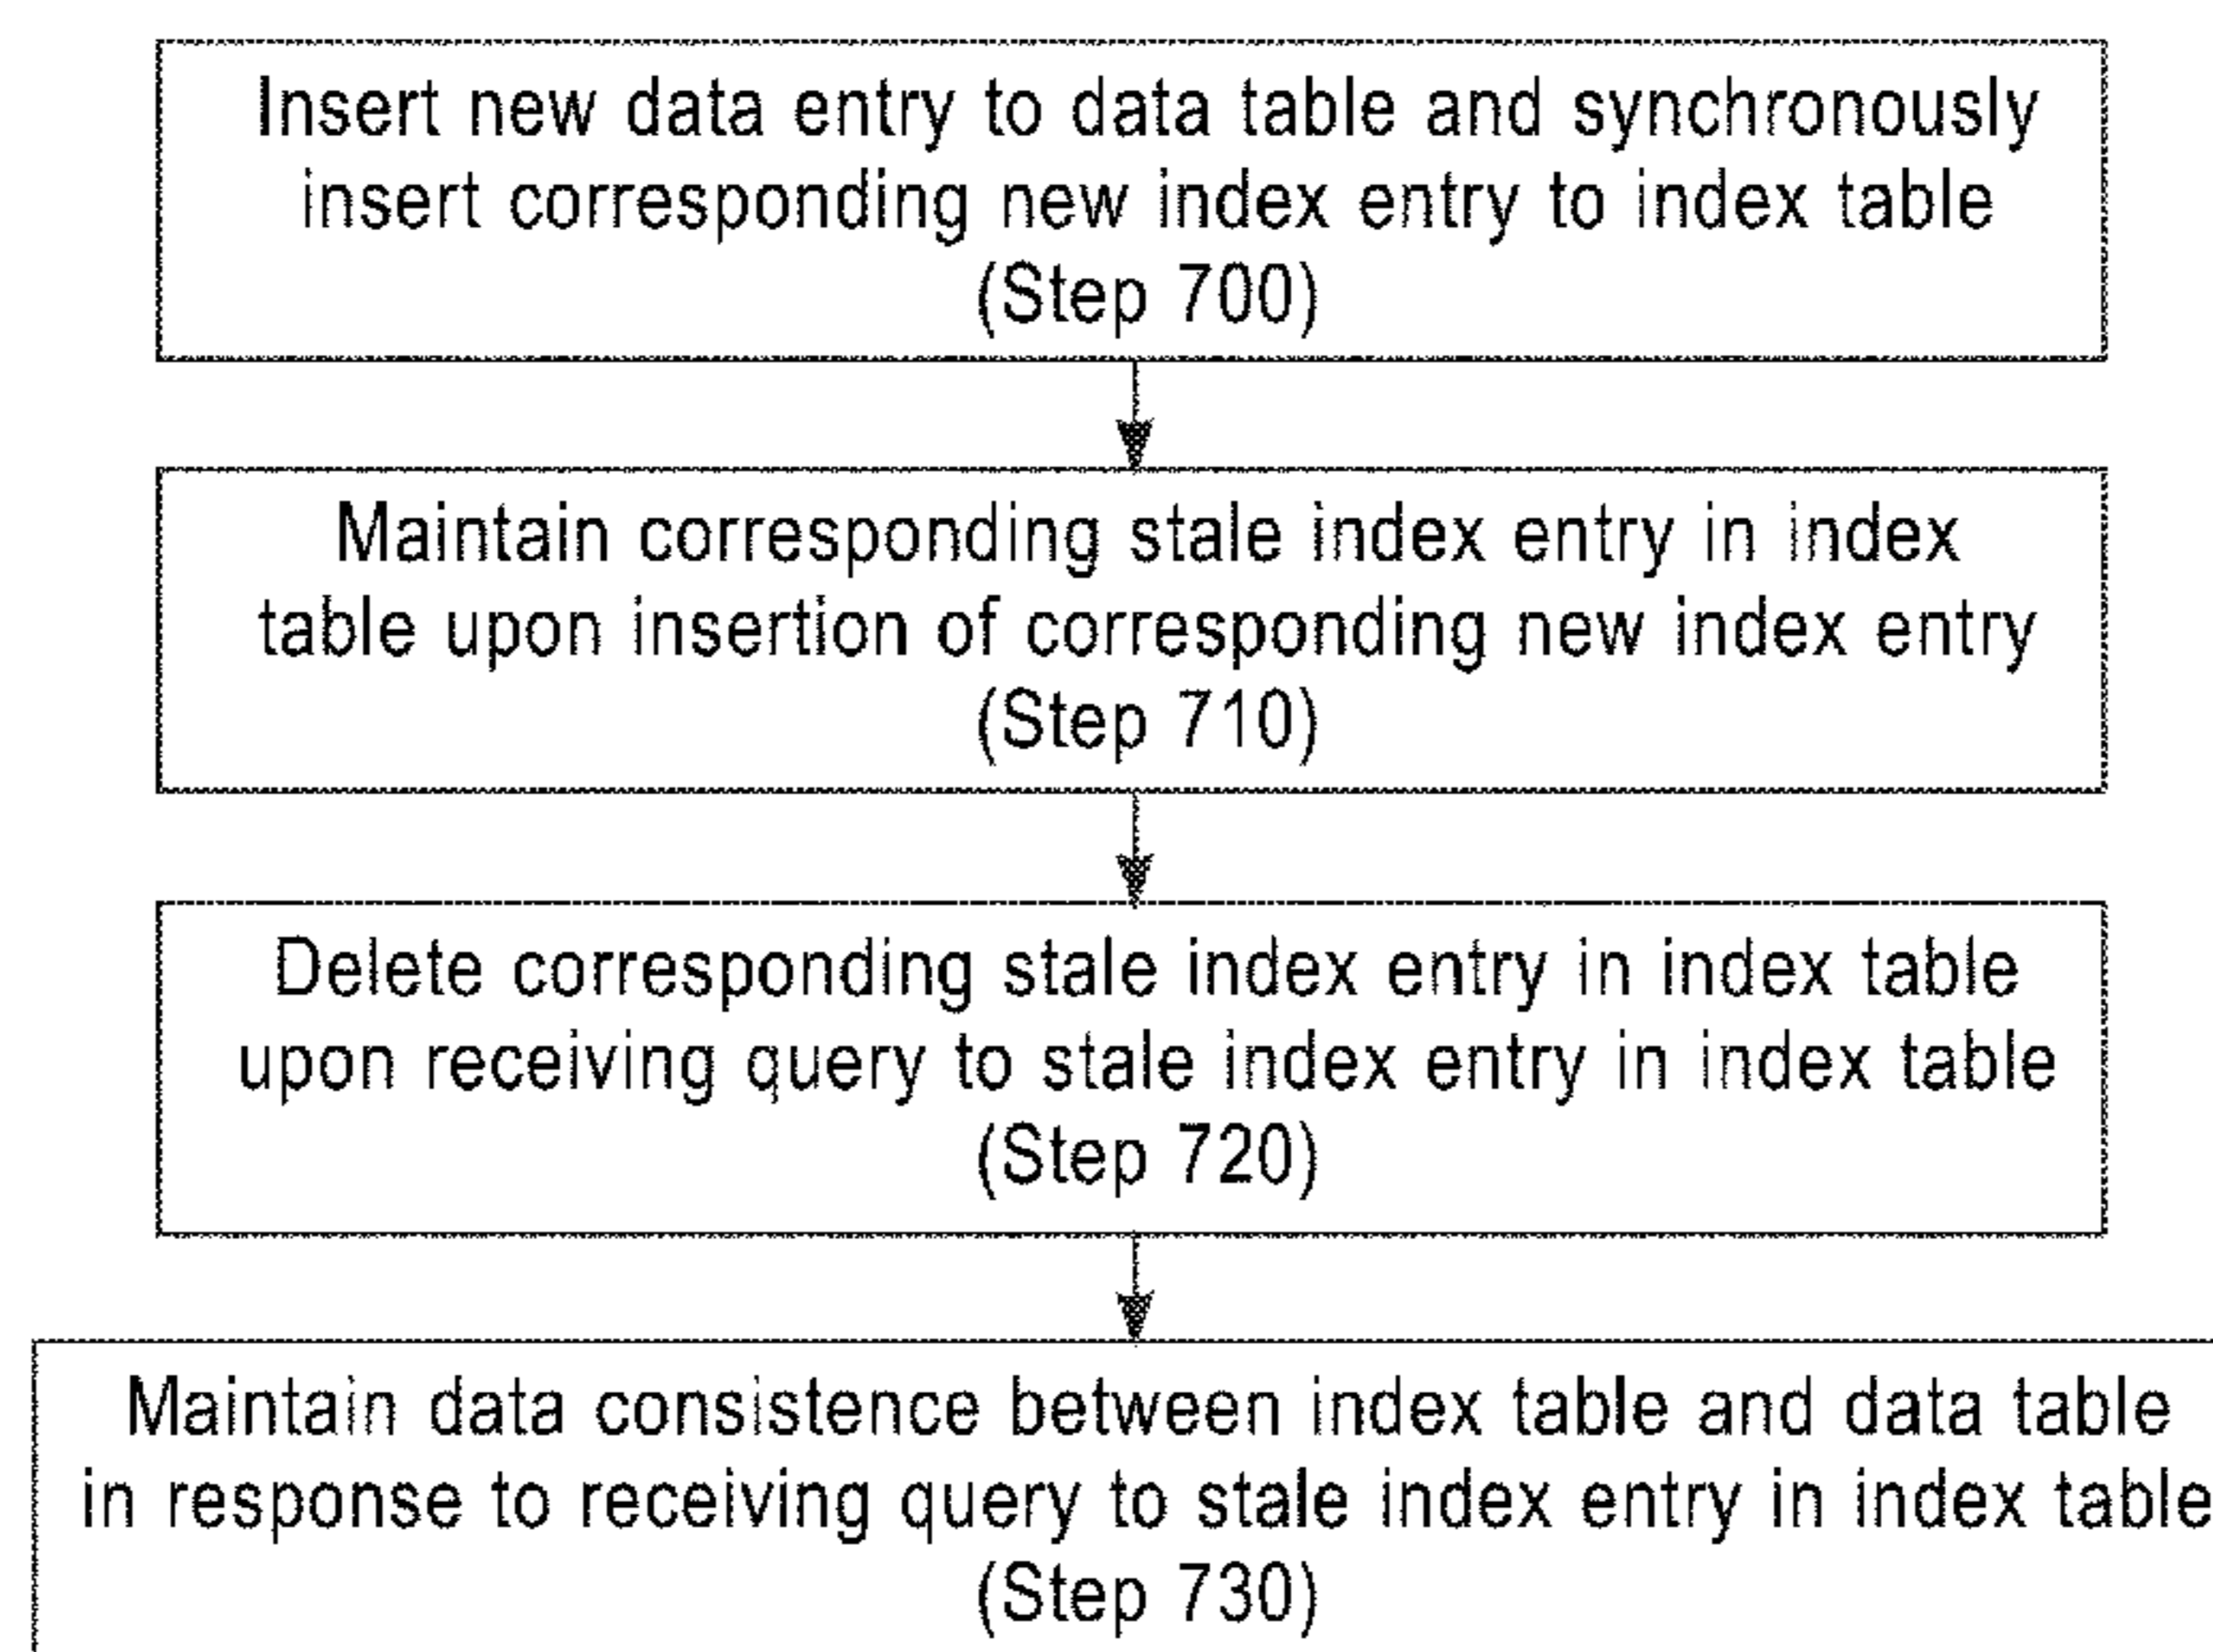 Insert new data entry to data table and synchronously
insert corresponding new index entry to index table
(Step 700)
Maintain corresponding stale index entry in index
table upon insertion of corresponding new index entry
(Step 710)
Delete corresponding stale index entry in index table
upon receiving query to stale index entry in index table
(Step 720)
Maintain data consistence between index table and data table
in response to receiving query to stale index entry in index table
(Step 730)